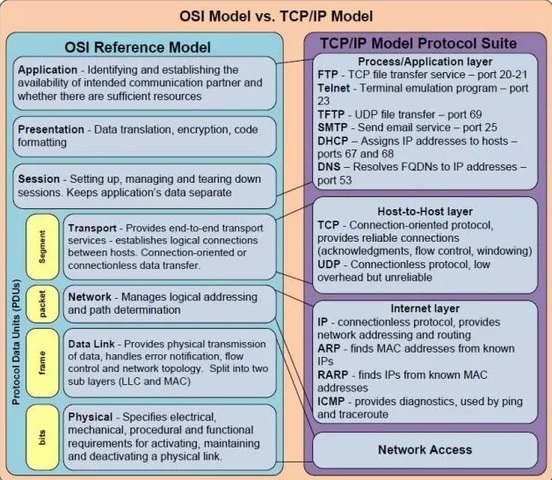 OSI Model vs. TCP/IP Model
OSI Reference Model
Application - Identifying and establishing the
availability of intended communication partner and
whether there are sufficient resources
Presentation - Data translation, encryption, code
formatting
Session - Setting up, managing and tearing down
sessions. Keeps application's data separate
Protocol Data Units (PDUs)
Segment
Transport - Provides end-to-end transport
services - establishes logical connections
between hosts. Connection-oriented or
connectionless data transfer.
packet
Network - Manages logical addressing
and path determination
frame
Data Link - Provides physical transmission
of data, handles error notification, flow
control and network topology. Split into two
sub layers (LLC and MAC)
bits
Physical - Specifies electrical,
mechanical, procedural and functional
requirements for activating, maintaining
and deactivating a physical link.
TCP/IP Model Protocol Suite
Process/Application layer
FTP - TCP file transfer service – port 20-21
Telnet - Terminal emulation program – port
23
TFTP - UDP file transfer – port 69
SMTP - Send email service – port 25
DHCP – Assigns IP addresses to hosts –
ports 67 and 68
DNS – Resolves FQDNs to IP addresses –
port 53
Host-to-Host layer
TCP - Connection-oriented protocol,
provides reliable connections
(acknowledgments, flow control, windowing)
UDP - Connectionless protocol, low
overhead but unreliable
Internet layer
IP - connectionless protocol, provides
network addressing and routing
ARP - finds MAC addresses from known
IPs
RARP - finds IPs from known MAC
addresses
ICMP - provides diagnostics, used by ping
and traceroute
Network Access